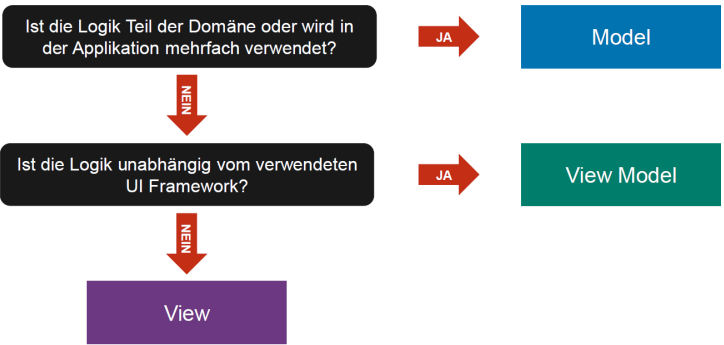 Ist die Logik Teil der Domäne oder wird in
der Applikation mehrfach verwendet?
JA
Model
NEIN
Ist die Logik unabhängig vom verwendeten
UI Framework?
JA
View Model
NEIN
View